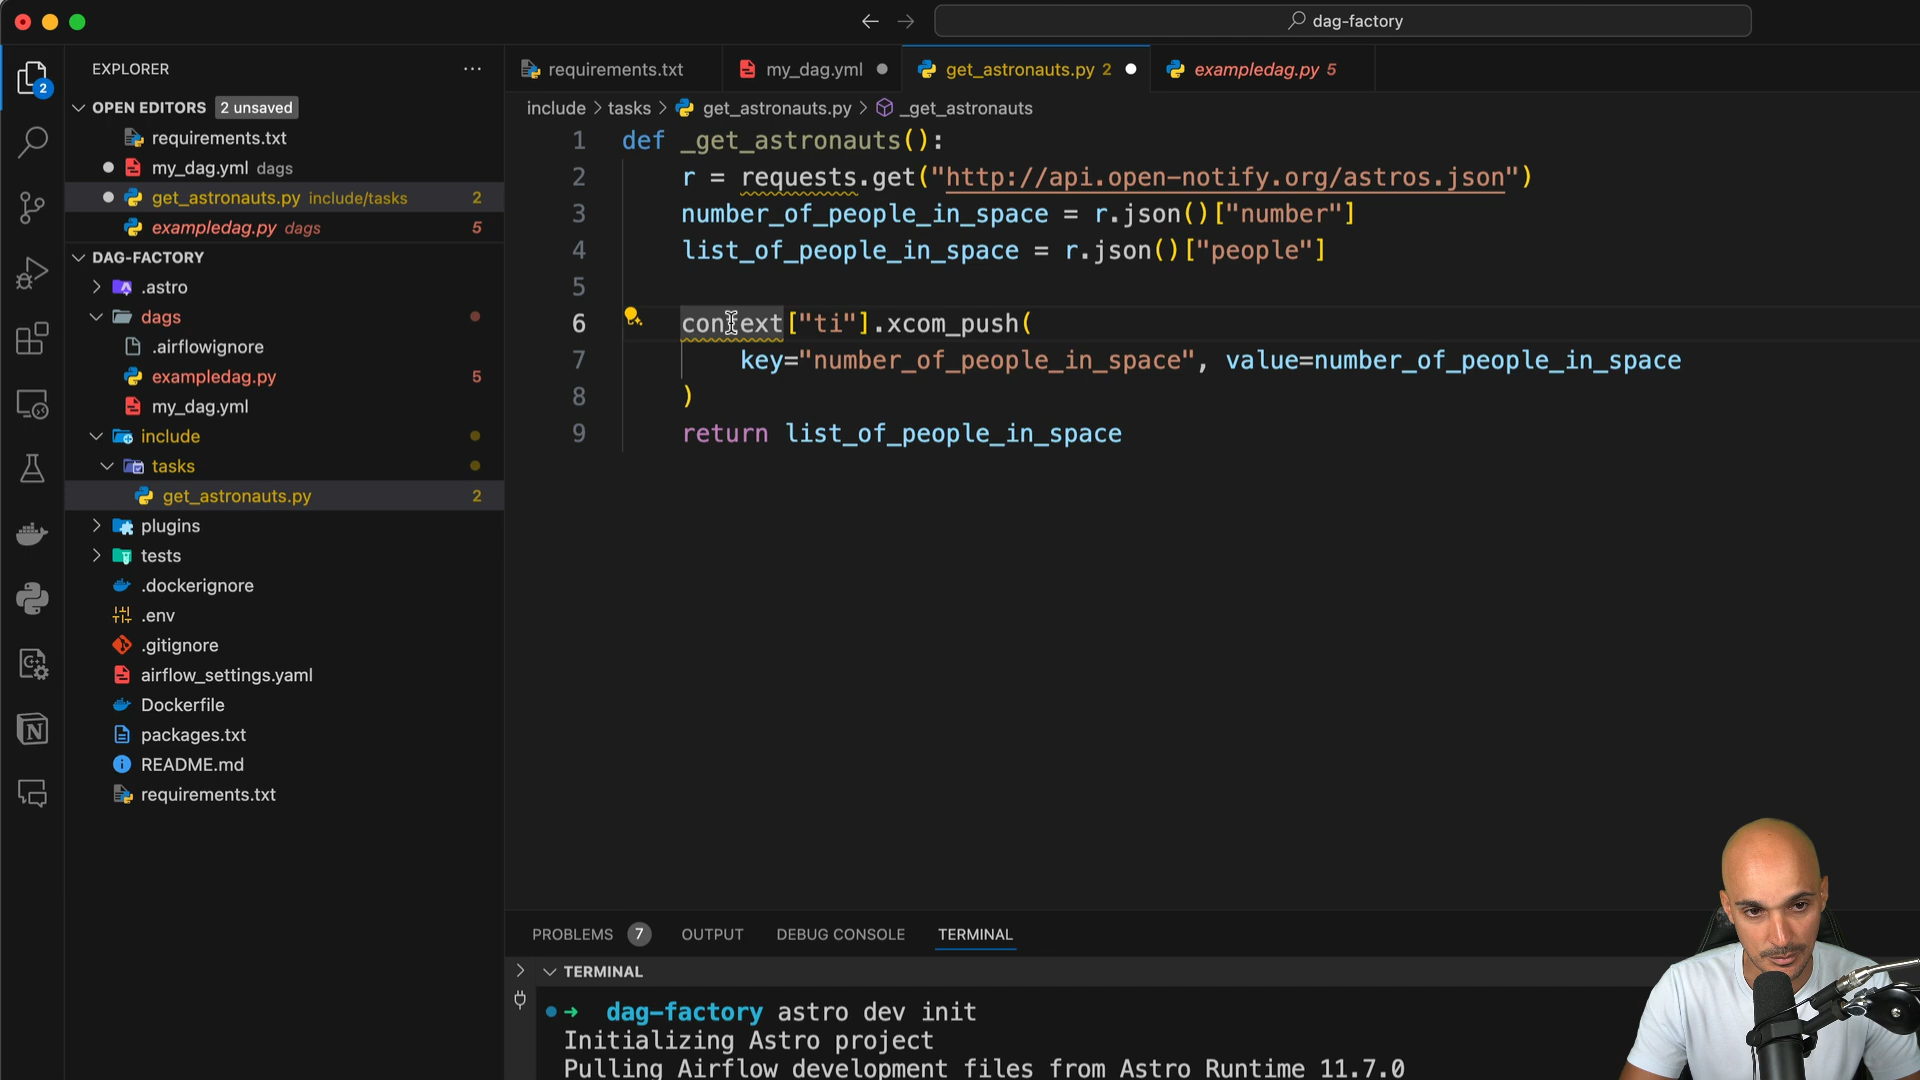 dag-factory
EXPLORER
requirements.txt
my_dag.yml
get_astronauts.py 2
exampledag.py 5
2
OPEN EDITORS 2 unsaved
requirements.txt
my_dag.yml dags
get_astronauts.py include/tasks 2
exampledag.py dags 5
DAG-FACTORY
.astro
dags
.airflowignore
exampledag.py 5
my_dag.yml
include
tasks
get_astronauts.py 2
plugins
tests
.dockerignore
.env
.gitignore
airflow_settings.yaml
Dockerfile
packages.txt
README.md
requirements.txt
include > tasks > get_astronauts.py > _get_astronauts
1 def _get_astronauts():
2 r = requests.get("http://api.open-notify.org/astros.json")
3 number_of_people_in_space = r.json()["number"]
4 list_of_people_in_space = r.json()["people"]
5
6 context["ti"].xcom_push(
7 key="number_of_people_in_space", value=number_of_people_in_space
8 )
9 return list_of_people_in_space
PROBLEMS 7 OUTPUT DEBUG CONSOLE TERMINAL
TERMINAL
dag-factory astro dev init
Initializing Astro project
Pulling Airflow development files from Astro Runtime 11.7.0